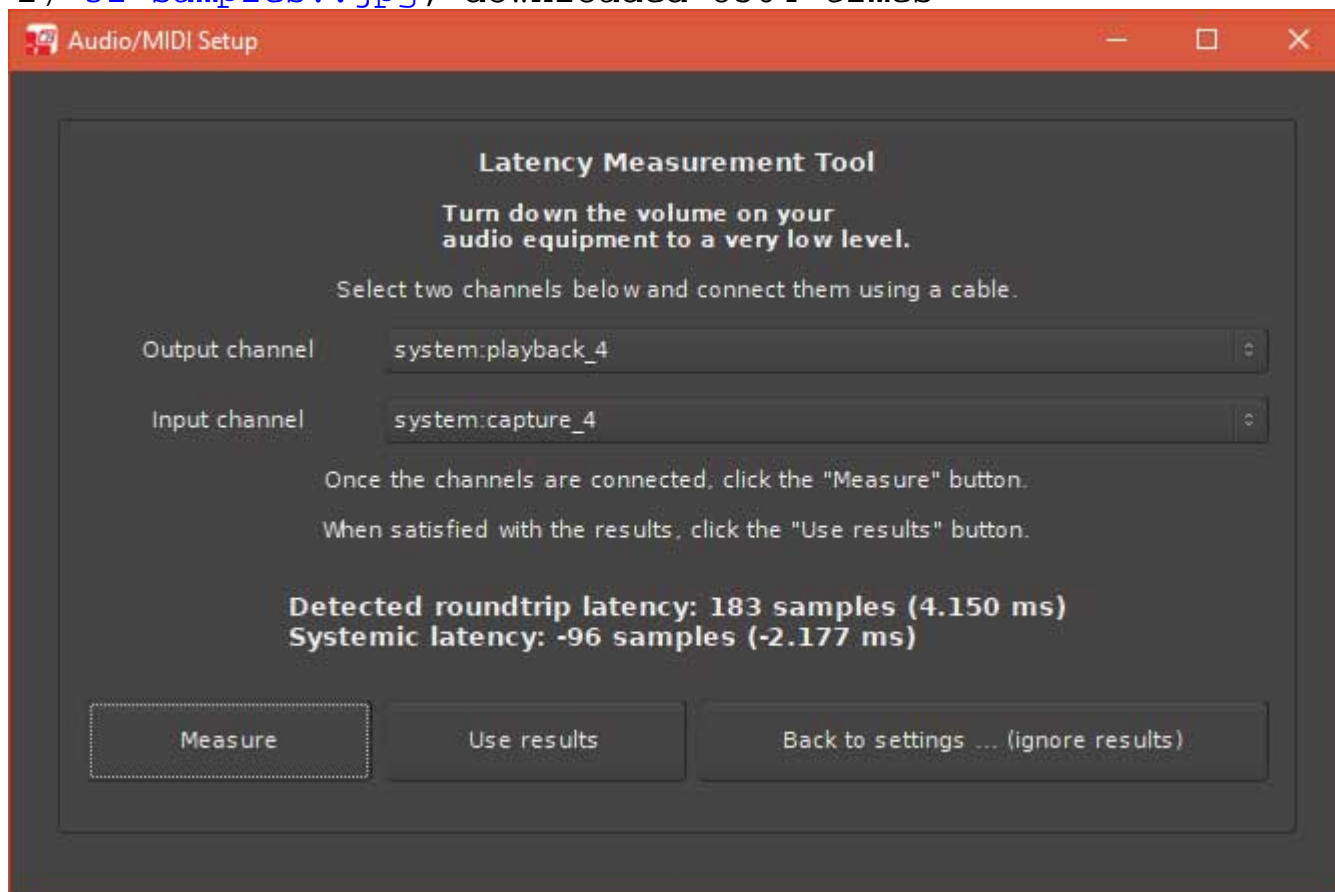 Audio/MIDI Setup
Latency Measurement Tool
Turn down the volume on your
audio equipment to a very low level.
Select two channels below and connect them using a cable.
Output channel system:playback_4
Input channel system:capture_4
Once the channels are connected, click the "Measure" button.
When satisfied with the results, click the "Use results" button.
Detected roundtrip latency: 183 samples (4.150 ms)
Systemic latency: -96 samples (-2.177 ms)
Measure Use results Back to settings ... (ignore results)